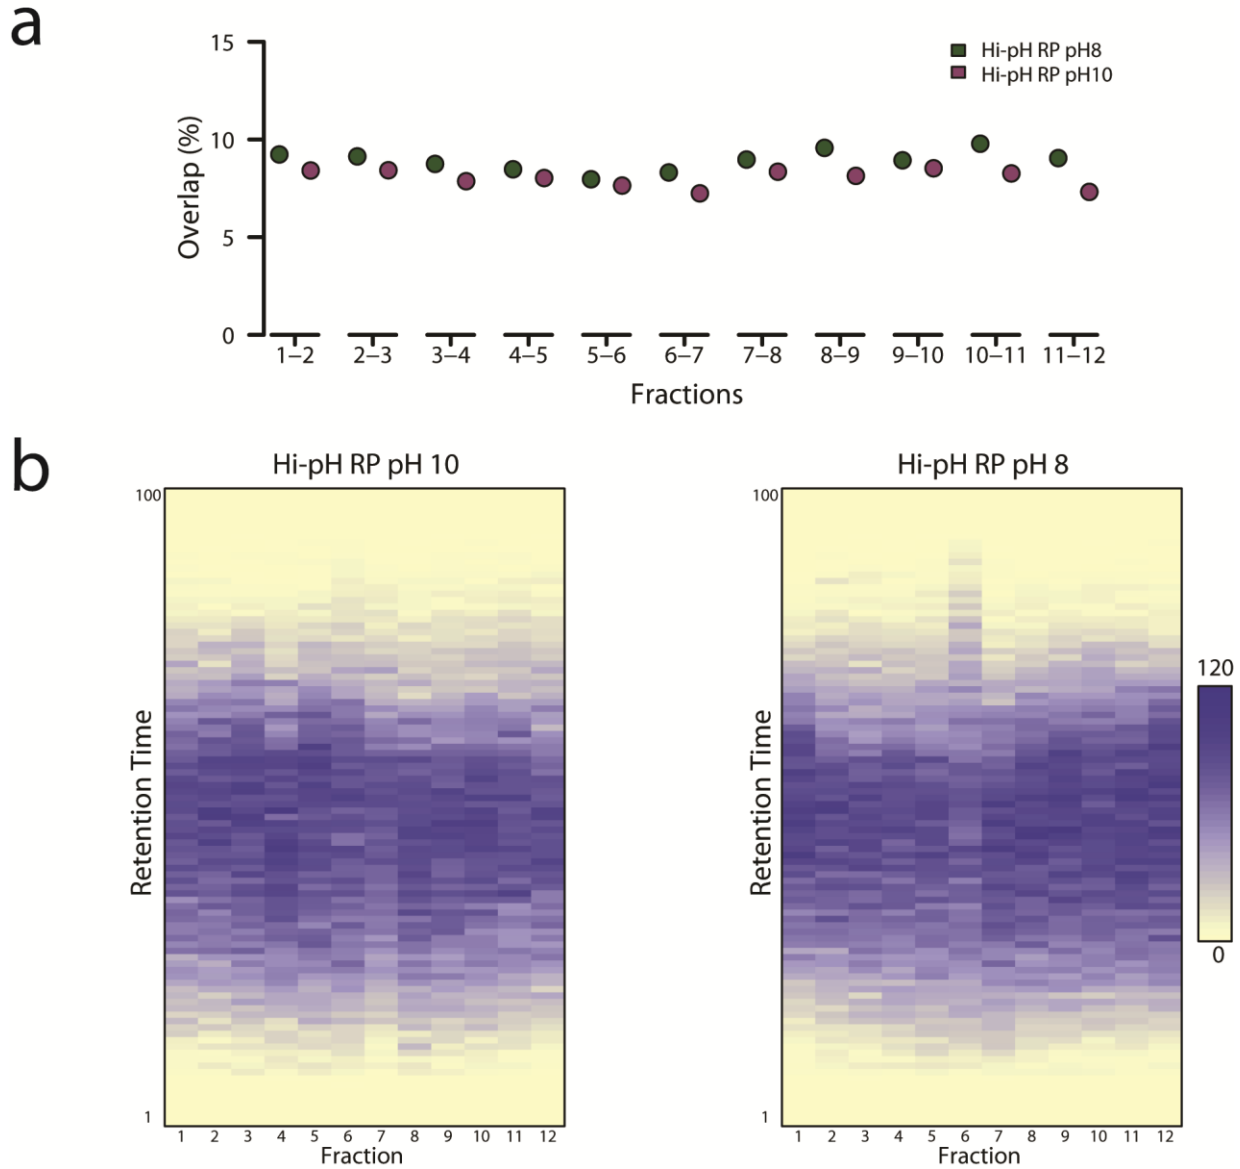 a
15
10
5
0
Overlap (%)
Hi-pH RP pH8
Hi-pH RP pH10
1–2 2–3 3–4 4–5 5–6 6–7 7–8 8–9 9–10 10–11 11–12
Fractions
b
Hi-pH RP pH 10
100
1
Retention Time
1 2 3 4 5 6 7 8 9 10 11 12
Fraction
Hi-pH RP pH 8
100
1
Retention Time
1 2 3 4 5 6 7 8 9 10 11 12
Fraction
120
0